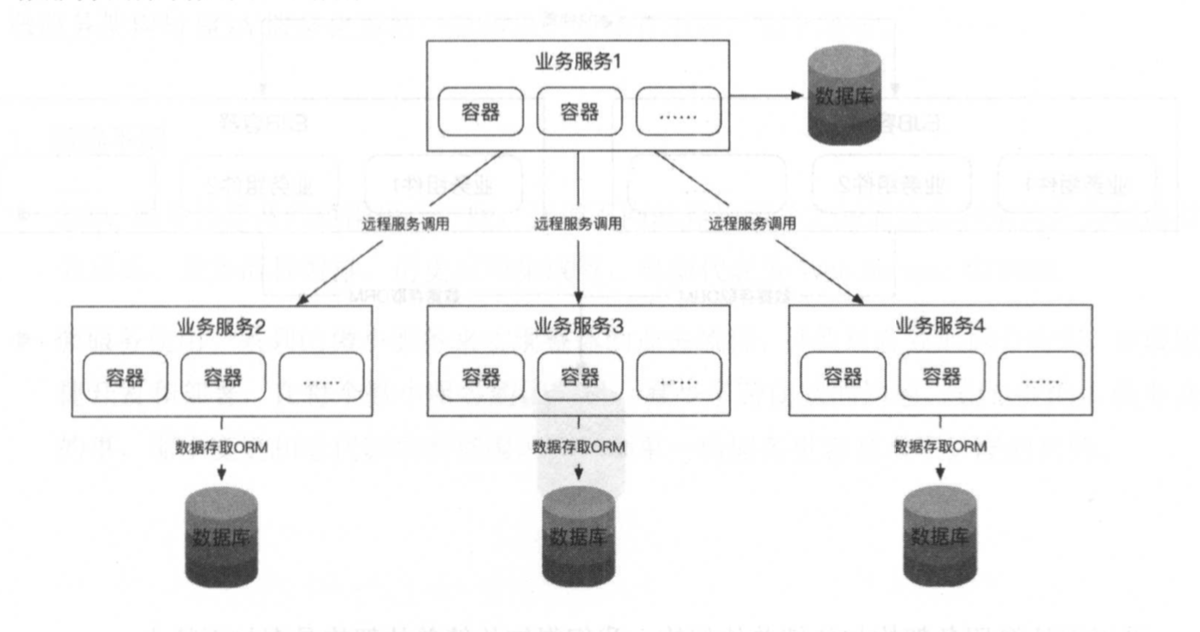 业务服务1
容器
容器
……
数据库
远程服务调用
远程服务调用
远程服务调用
业务服务2
容器
容器
……
数据存取ORM
数据库
业务服务3
容器
容器
……
数据存取ORM
数据库
业务服务4
容器
容器
……
数据存取ORM
数据库